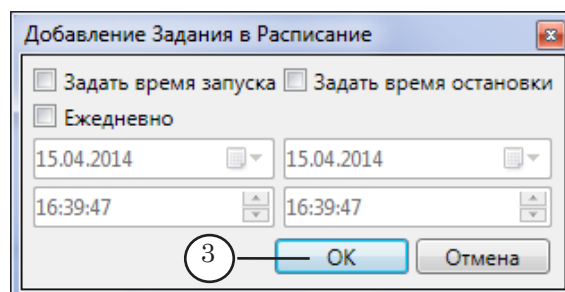 Добавление Задания в Расписание
Задать время запуска Задать время остановки
Ежедневно
15.04.2014 15.04.2014
16:39:47 16:39:47
3 OK Отмена